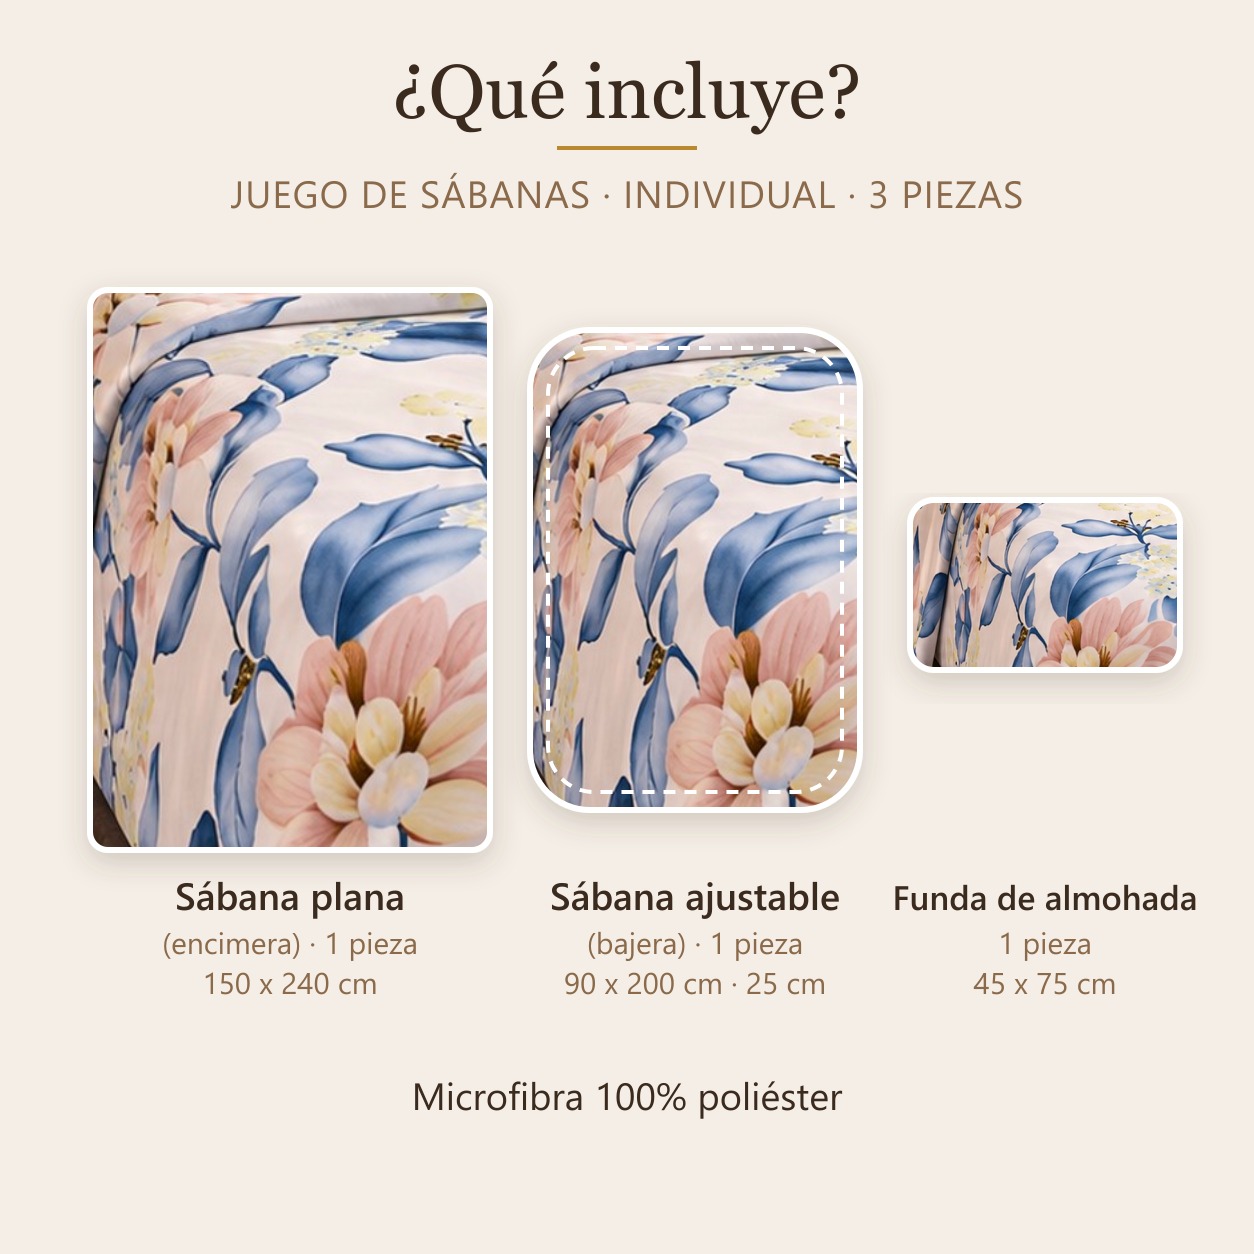 ¿Qué incluye?
JUEGO DE SÁBANAS · INDIVIDUAL · 3 PIEZAS
Sábana plana
(encimera) · 1 pieza
150 x 240 cm
Sábana ajustable
(bajera) · 1 pieza
90 x 200 cm · 25 cm
Funda de almohada
1 pieza
45 x 75 cm
Microfibra 100% poliéster